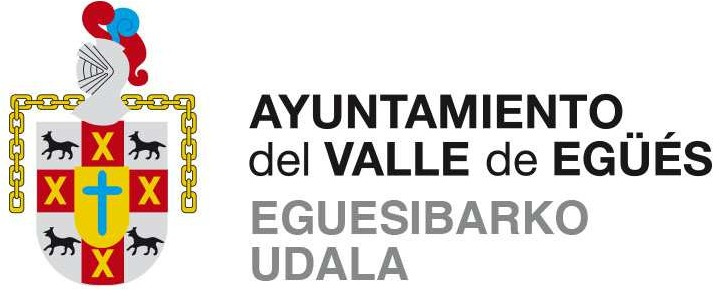 AYUNTAMIENTO
del VALLE de EGÜÉS
EGUESIBARKO
UDALA